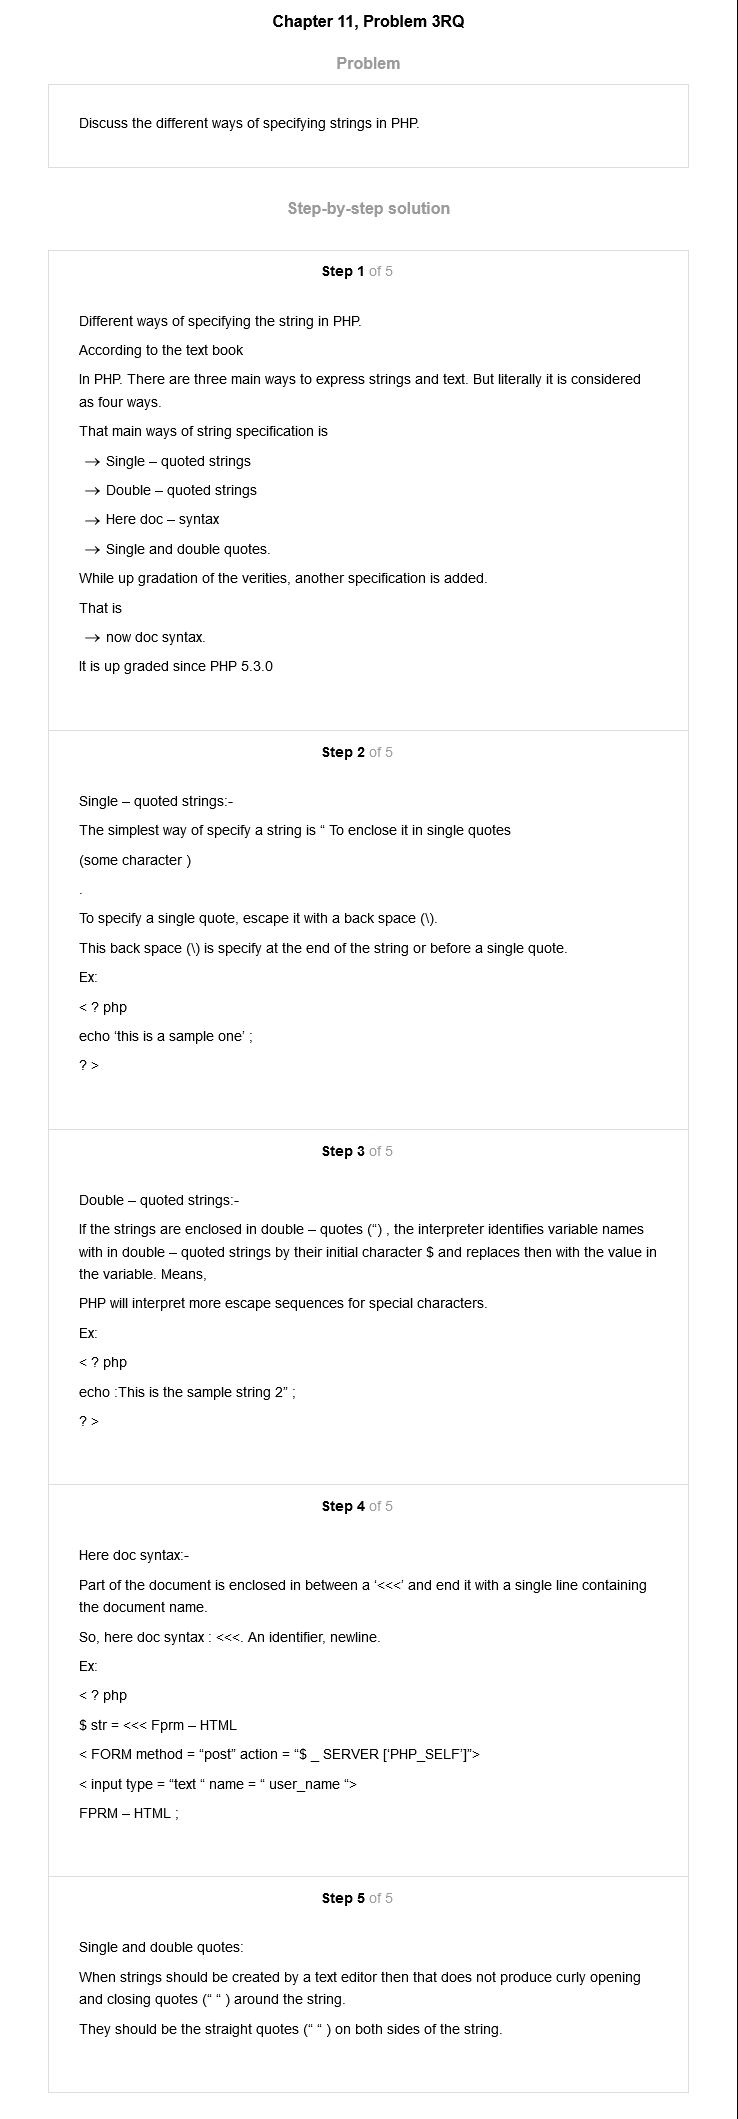 Chapter 11, Problem 3RQ
Problem
Discuss the different ways of specifying strings in PHP.
Step-by-step solution
Step 1 of 5
Different ways of specifying the string in PHP.
According to the text book
In PHP. There are three main ways to express strings and text. But literally it is considered
as four ways.
That main ways of string specification is
→ Single – quoted strings
→ Double – quoted strings
→ Here doc – syntax
→ Single and double quotes.
While up gradation of the verities, another specification is added.
That is
→ now doc syntax.
It is up graded since PHP 5.3.0
Step 2 of 5
Single – quoted strings:-
The simplest way of specify a string is “ To enclose it in single quotes
(some character )
.
To specify a single quote, escape it with a back space (\).
This back space (\) is specify at the end of the string or before a single quote.
Ex:
< ? php
echo ‘this is a sample one’ ;
? >
Step 3 of 5
Double – quoted strings:-
If the strings are enclosed in double – quotes (“) , the interpreter identifies variable names
with in double – quoted strings by their initial character $ and replaces then with the value in
the variable. Means,
PHP will interpret more escape sequences for special characters.
Ex:
< ? php
echo :This is the sample string 2” ;
? >
Step 4 of 5
Here doc syntax:-
Part of the document is enclosed in between a ‘<<<’ and end it with a single line containing
the document name.
So, here doc syntax : <<<. An identifier, newline.
Ex:
< ? php
$ str = <<< Fprm – HTML
< FORM method = “post” action = “$ _ SERVER [‘PHP_SELF’]”>
< input type = “text “ name = “ user_name “>
FPRM – HTML ;
Step 5 of 5
Single and double quotes:
When strings should be created by a text editor then that does not produce curly opening
and closing quotes (“ “ ) around the string.
They should be the straight quotes (“ “ ) on both sides of the string.